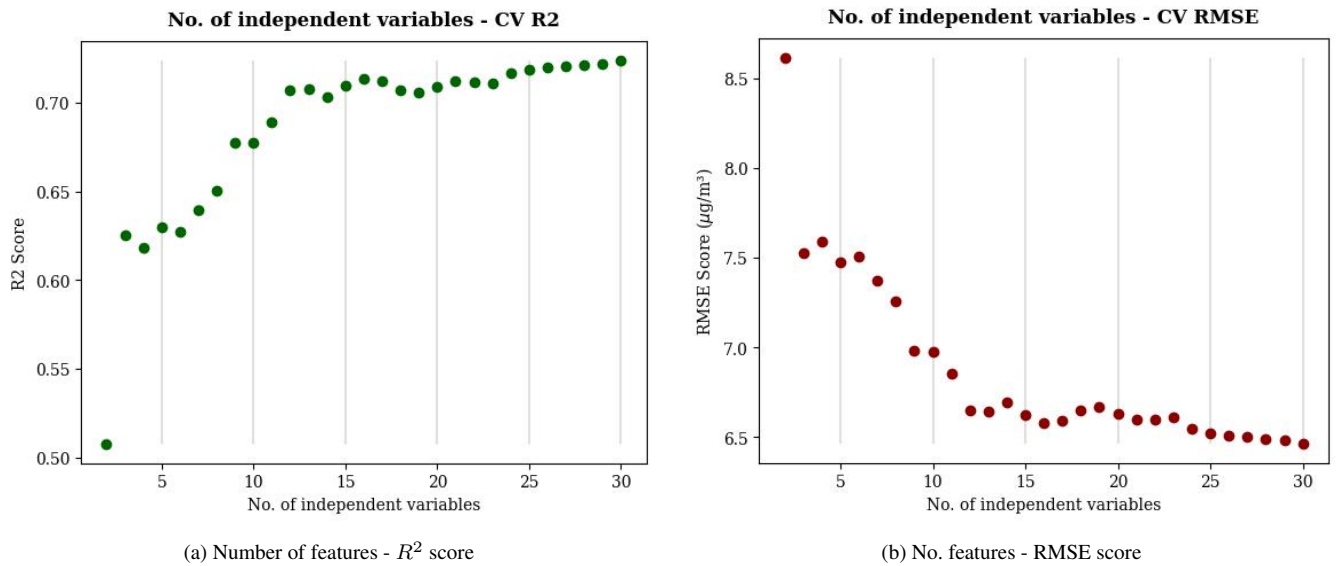 No. of independent variables - CV R2
R2 Score
0.70
0.65
0.60
0.55
0.50
5 10 15 20 25 30
No. of independent variables
(a) Number of features - R² score
No. of independent variables - CV RMSE
RMSE Score (μg/m³)
8.5
8.0
7.5
7.0
6.5
5 10 15 20 25 30
No. of independent variables
(b) No. features - RMSE score